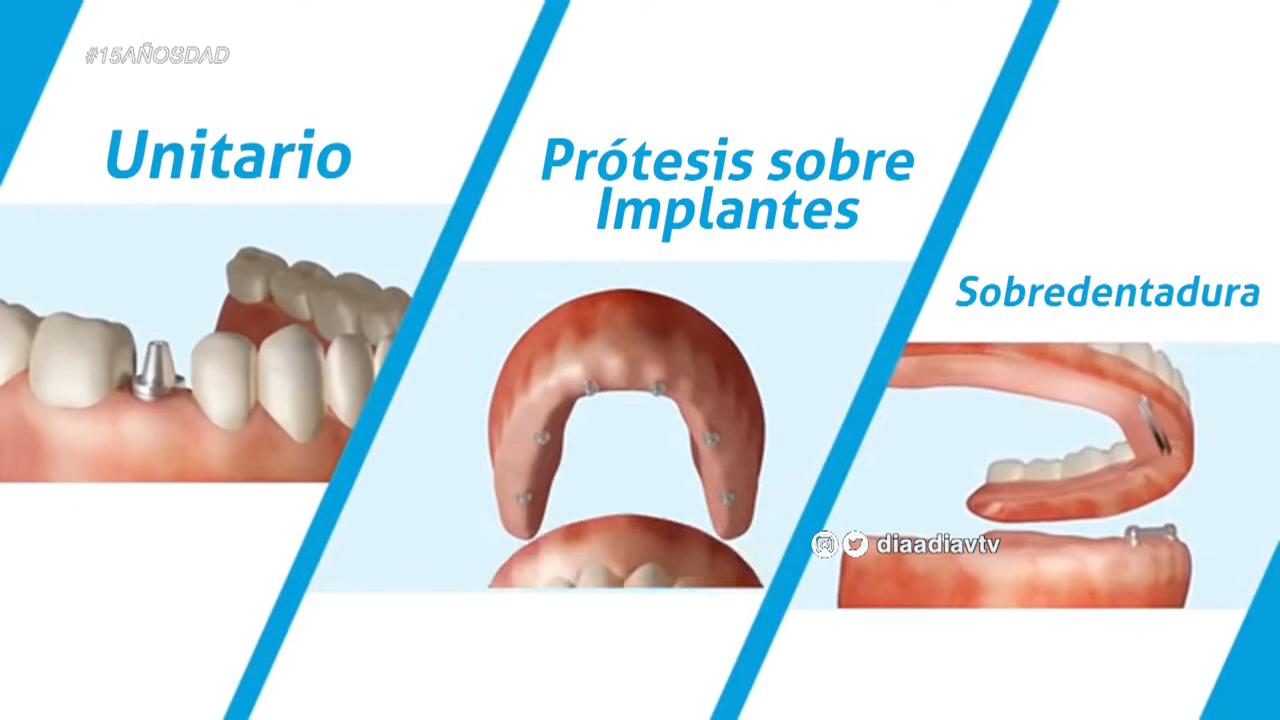 #15AÑOSDAD
Unitario
Prótesis sobre
Implantes
Sobredentadura
diaadiavtv